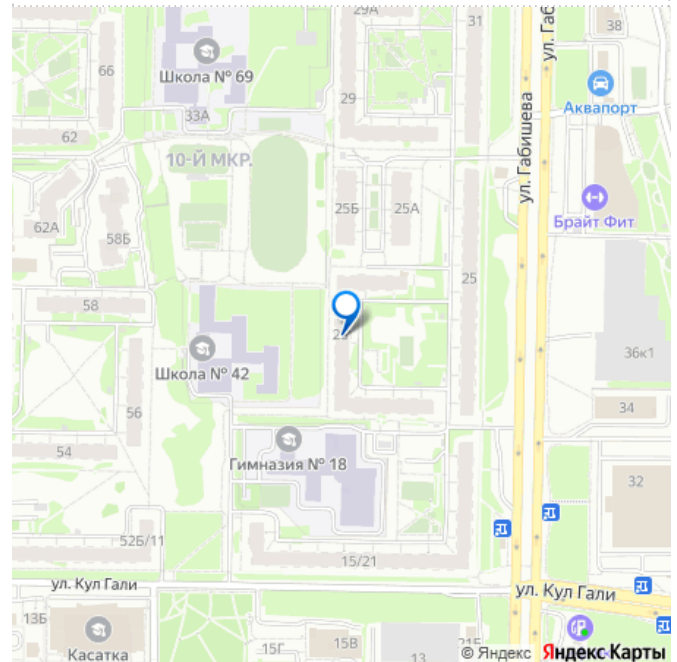 29А
31
38
ул. Габ
66
Школа № 69
Аквапорт
33А
29
62
10-Й МКР.
ул. Габишева
25Б
25А
Брайт Фит
62А
58Б
25
58
36к1
Школа № 42
34
56
Гимназия № 18
54
32
52Б/11
15/21
ул. Кул Гали
ул. Кул Гали
13Б
Касатка
15Г
15В
13
© Яндекс Яндекс Карты